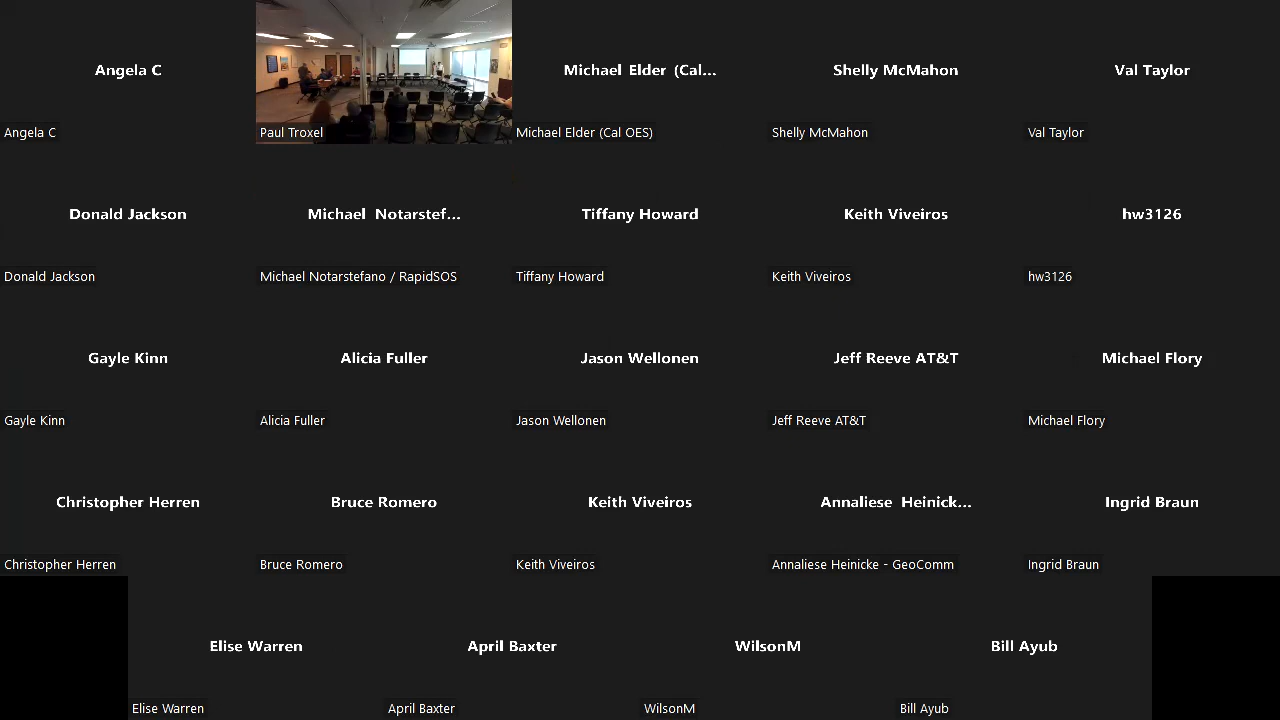 Angela C
Michael Elder (Cal...
Shelly McMahon
Val Taylor
Angela C
Paul Troxel
Michael Elder (Cal OES)
Shelly McMahon
Val Taylor
Donald Jackson
Michael Notarstef...
Tiffany Howard
Keith Viveiros
hw3126
Donald Jackson
Michael Notarstefano / RapidSOS
Tiffany Howard
Keith Viveiros
hw3126
Gayle Kinn
Alicia Fuller
Jason Wellonen
Jeff Reeve AT&T
Michael Flory
Gayle Kinn
Alicia Fuller
Jason Wellonen
Jeff Reeve AT&T
Michael Flory
Christopher Herren
Bruce Romero
Keith Viveiros
Annaliese Heinick...
Ingrid Braun
Christopher Herren
Bruce Romero
Keith Viveiros
Annaliese Heinicke - GeoComm
Ingrid Braun
Elise Warren
April Baxter
WilsonM
Bill Ayub
Elise Warren
April Baxter
WilsonM
Bill Ayub